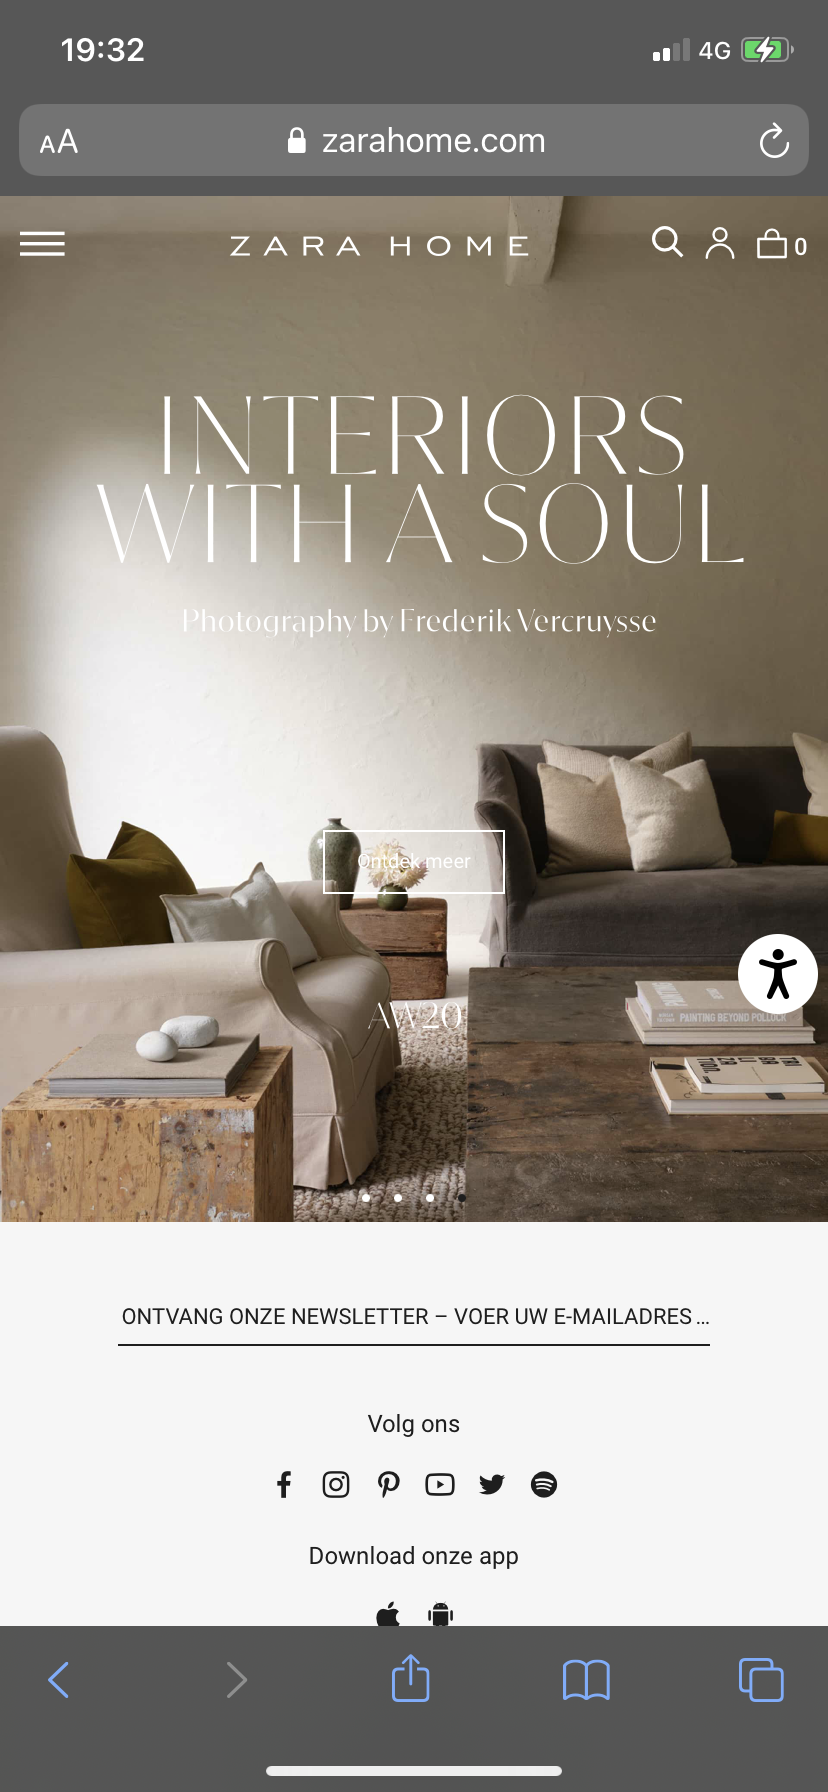 19:32
4G
AA
zarahome.com
ZARA HOME
0
INTERIORS
WITH A SOUL
Photography by Frederik Vercruysse
Ontdek meer
PAINTING BEYOND POLLOCK
AW20
ONTVANG ONZE NEWSLETTER – VOER UW E-MAILADRES ...
Volg ons
Download onze app